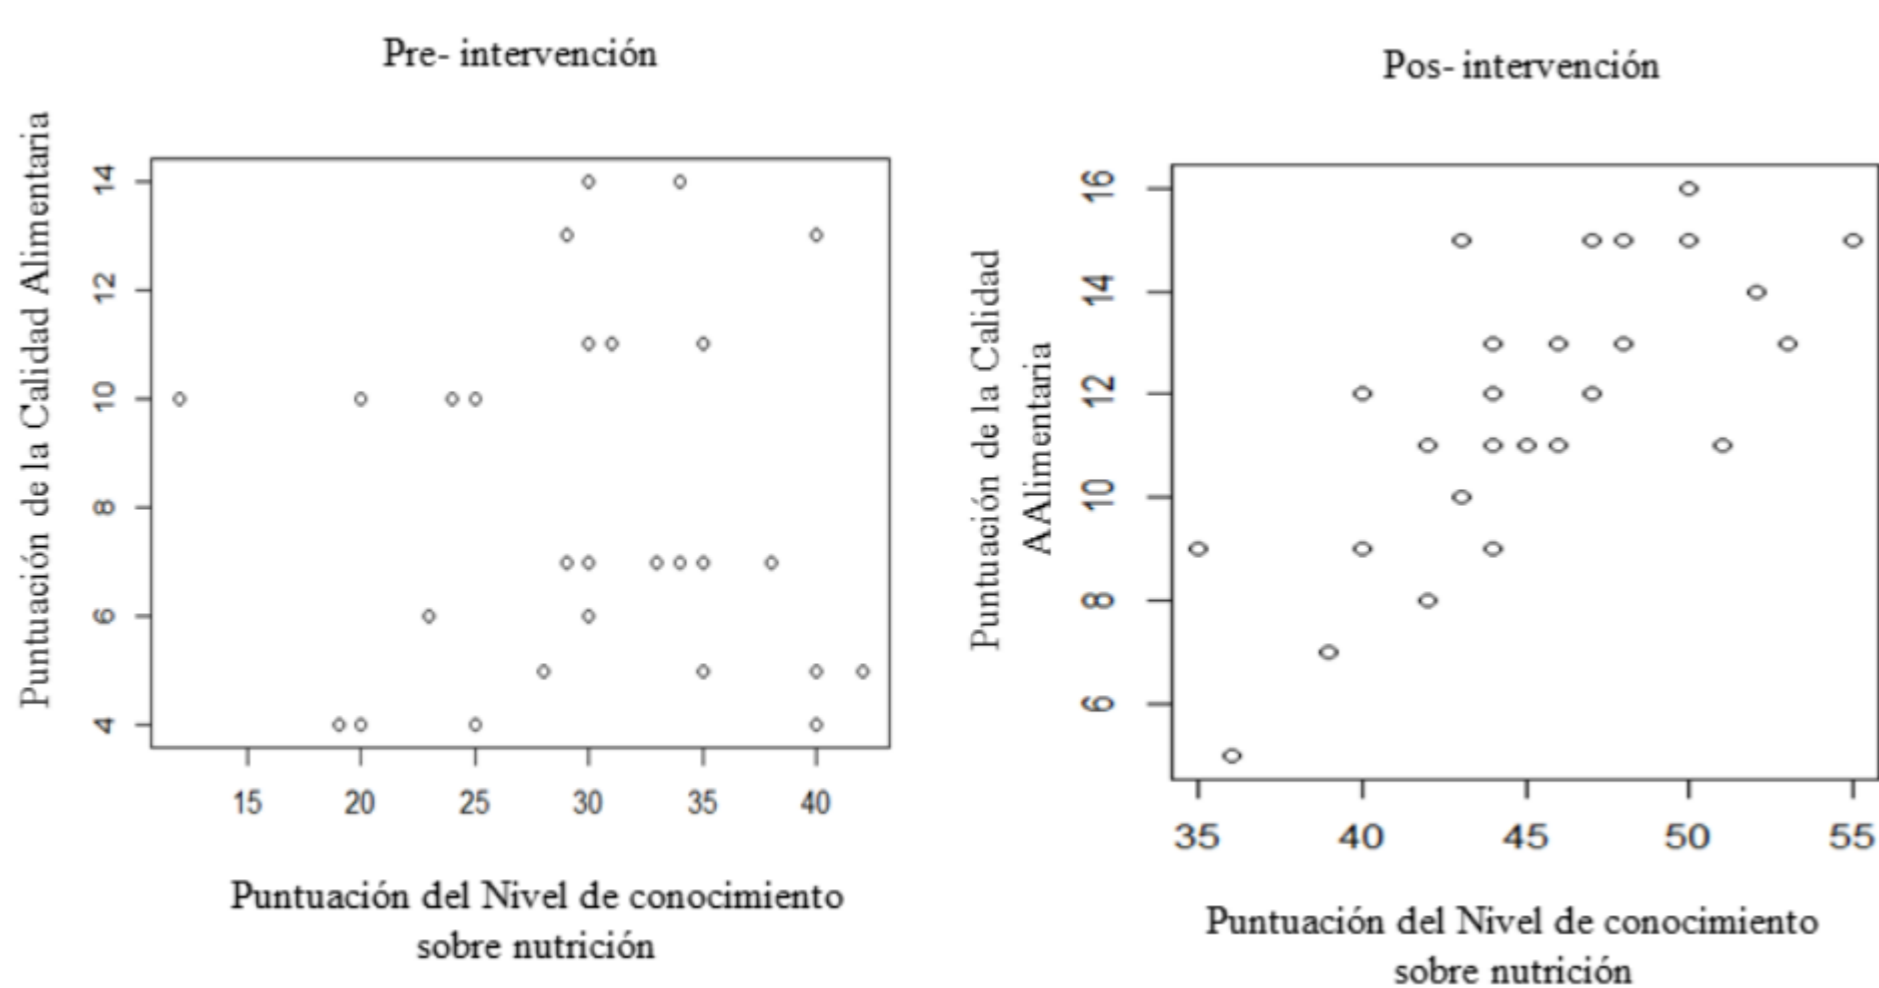 Pre- intervención
Puntuación de la Calidad Alimentaria
14
12
10
8
6
4
15 20 25 30 35 40
Puntuación del Nivel de conocimiento
sobre nutrición
Pos- intervención
Puntuación de la Calidad
AAlimentaria
16
14
12
10
8
6
35 40 45 50 55
Puntuación del Nivel de conocimiento
sobre nutrición